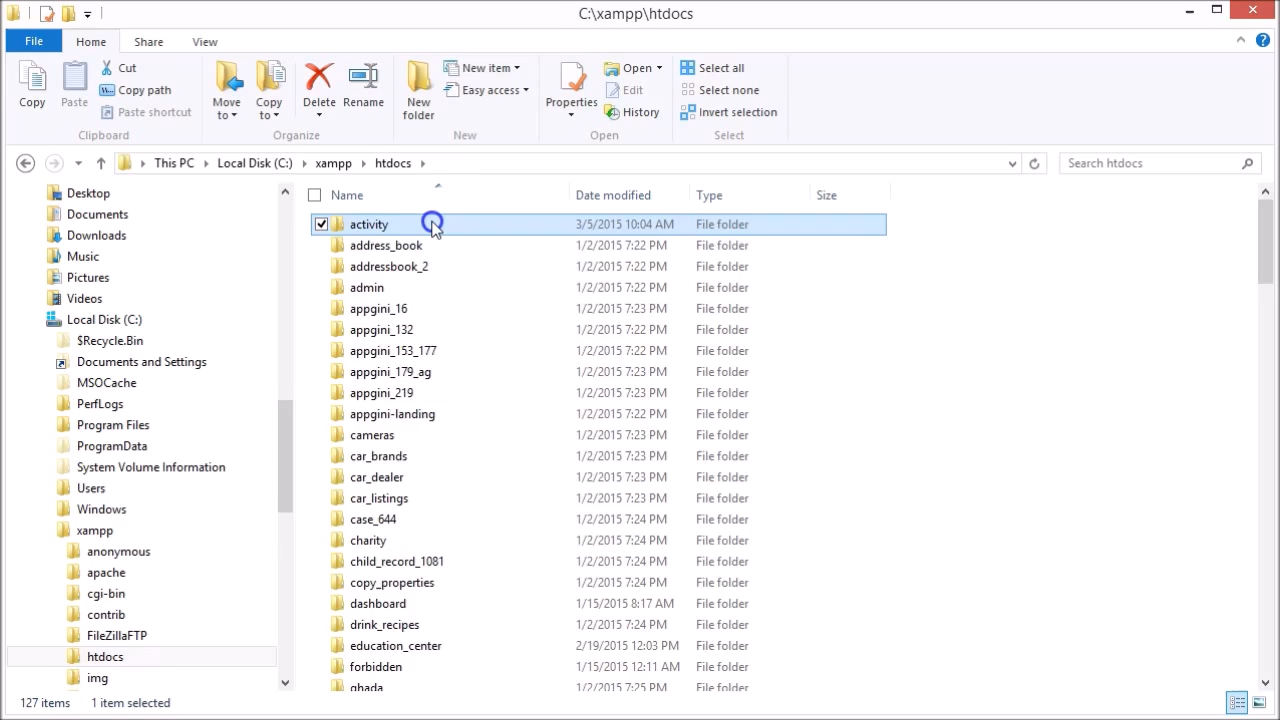 C:\xampp\htdocs
File Home Share View
Copy
Paste
Cut
Copy path
Paste shortcut
Clipboard
Move to
Copy to
Delete
Rename
Organize
New folder
New item
Easy access
New
Properties
Open
Edit
History
Open
Select all
Select none
Invert selection
Select
This PC Local Disk (C:) xampp htdocs
Search htdocs
Desktop
Documents
Downloads
Music
Pictures
Videos
Local Disk (C:)
$Recycle.Bin
Documents and Settings
MSOCache
PerfLogs
Program Files
ProgramData
System Volume Information
Users
Windows
xampp
anonymous
apache
cgi-bin
contrib
FileZillaFTP
htdocs
img
Name Date modified Type Size
activity 3/5/2015 10:04 AM File folder
address_book 1/2/2015 7:22 PM File folder
addressbook_2 1/2/2015 7:22 PM File folder
admin 1/2/2015 7:22 PM File folder
appgini_16 1/2/2015 7:23 PM File folder
appgini_132 1/2/2015 7:22 PM File folder
appgini_153_177 1/2/2015 7:22 PM File folder
appgini_179_ag 1/2/2015 7:23 PM File folder
appgini_219 1/2/2015 7:23 PM File folder
appgini-landing 1/2/2015 7:22 PM File folder
cameras 1/2/2015 7:23 PM File folder
car_brands 1/2/2015 7:23 PM File folder
car_dealer 1/2/2015 7:23 PM File folder
car_listings 1/2/2015 7:23 PM File folder
case_644 1/2/2015 7:24 PM File folder
charity 1/2/2015 7:24 PM File folder
child_record_1081 1/2/2015 7:24 PM File folder
copy_properties 1/2/2015 7:24 PM File folder
dashboard 1/15/2015 8:17 AM File folder
drink_recipes 1/2/2015 7:24 PM File folder
education_center 2/19/2015 12:03 PM File folder
forbidden 1/15/2015 12:11 AM File folder
ghada 1/2/2015 7:25 PM File folder
127 items 1 item selected